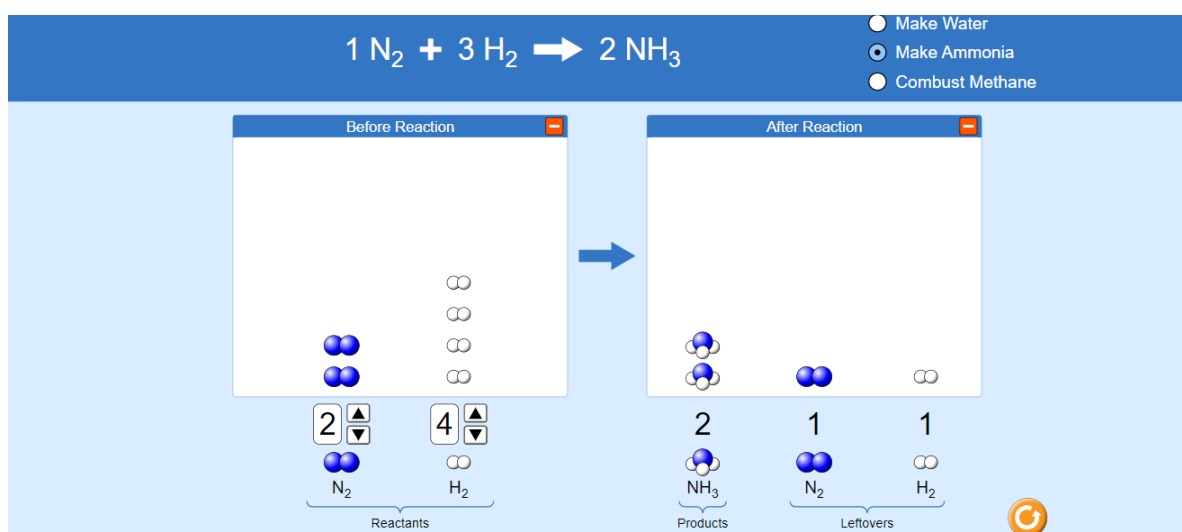 Make Water
1 N₂ + 3 H₂ → 2 NH₃
Make Ammonia
Combust Methane
Before Reaction
After Reaction
2 4
2 1 1
N₂ H₂
NH₃ N₂ H₂
Reactants
Products Leftovers